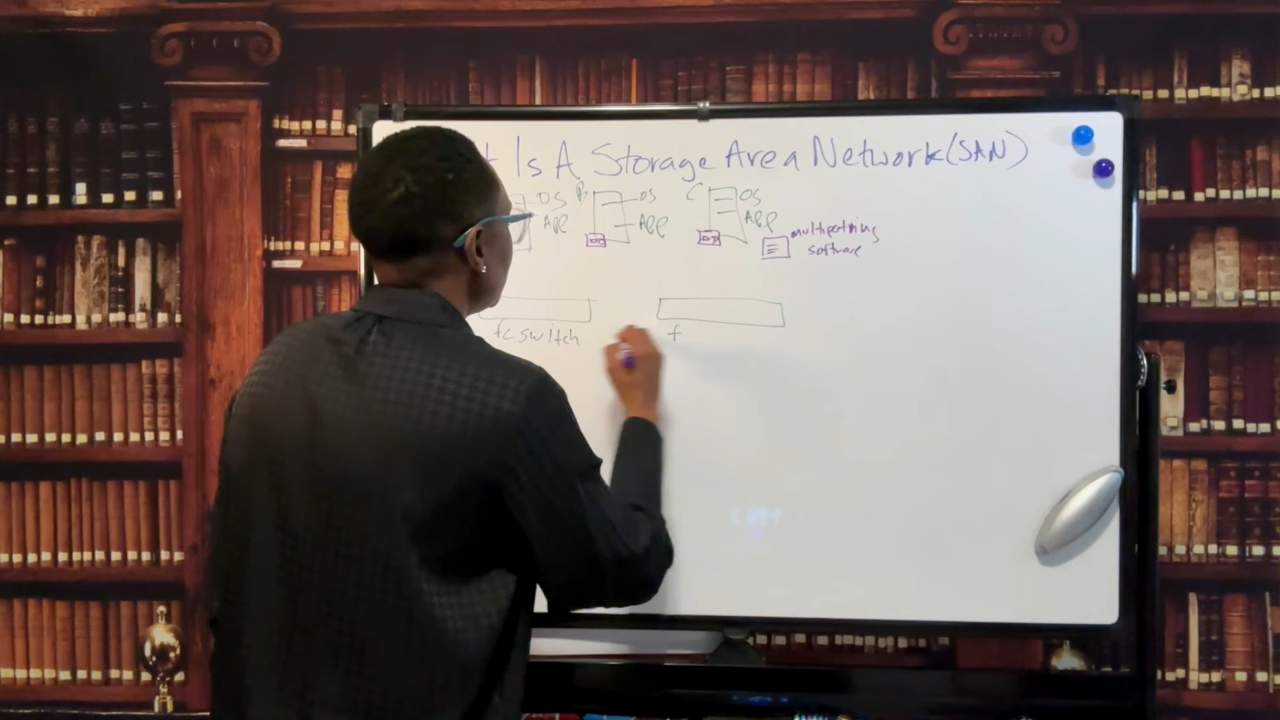 t Is A Storage Area Network (SAN)
OS B OS C OS
APP APP APP
multipathing
software
fc switch f